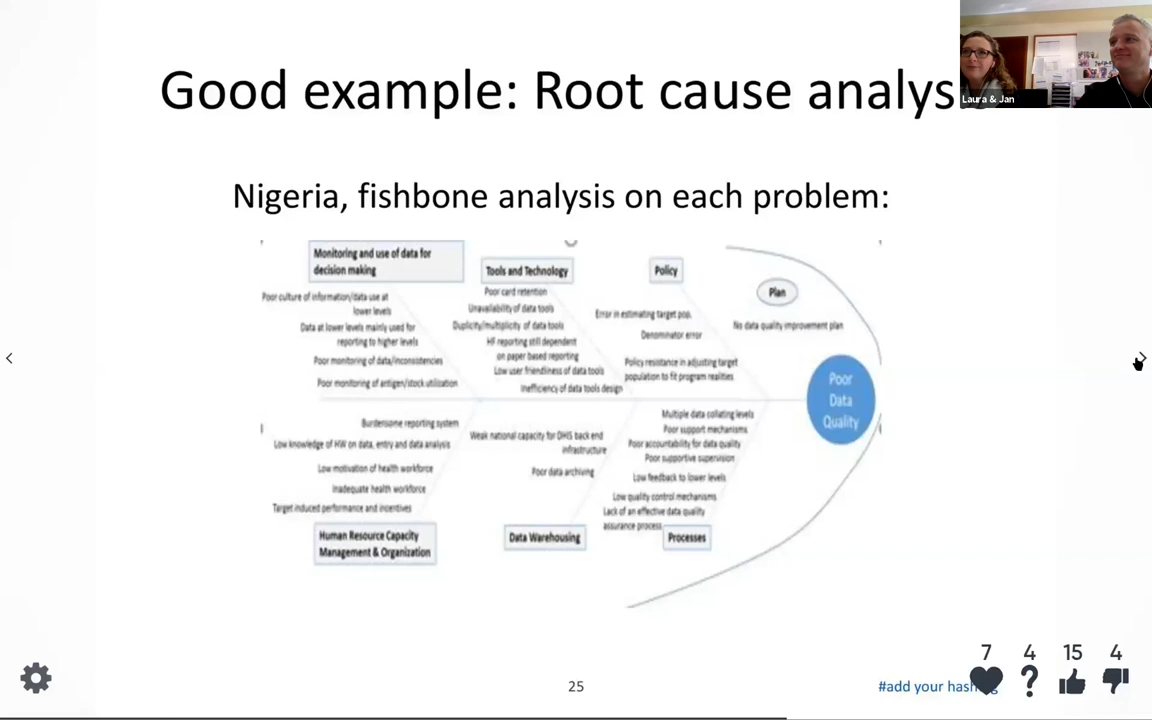 Good example: Root cause analys
Laura & Jan
Nigeria, fishbone analysis on each problem:
Monitoring and use of data for
decision making
Poor culture of information/data use at
lower levels
Data at lower levels mainly used for
reporting to higher levels
Poor monitoring of data/inconsistencies
Poor monitoring of antigen/stock utilization
Tools and Technology
Poor card retention
Unavailability of data tools
Duplicity/multiplicity of data tools
HF reporting still dependent
on paper based reporting
Low user friendliness of data tools
Inefficiency of data tools design
Policy
Error in estimating target pop.
Denominator error
Policy resistance in adjusting target
population to fit program realities
Plan
No data quality improvement plan
Poor
Data
Quality
Burdensome reporting system
Low knowledge of HW on data, entry and data analysis
Low motivation of health workforce
Inadequate health workforce
Target induced performance and incentives
Human Resource Capacity
Management & Organization
Weak national capacity for DHIS back end
infrastructure
Poor data archiving
Data Warehousing
Multiple data collating levels
Poor support mechanisms
Poor accountability for data quality
Poor supportive supervision
Low feedback to lower levels
Low quality control mechanisms
Lack of an effective data quality
assurance process
Processes
7 4 15 4
25
#add your hash